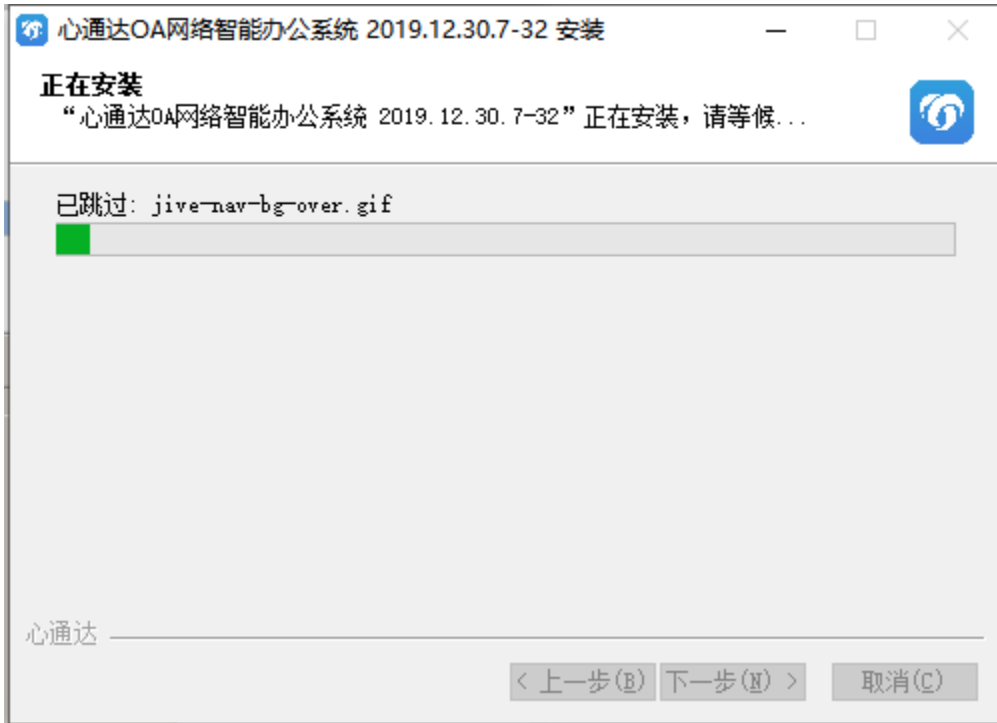 心通达OA网络智能办公系统 2019.12.30.7-32 安装
正在安装
“心通达OA网络智能办公系统 2019.12.30.7-32”正在安装，请等候...
已跳过: jive-nav-bg-over.gif
心通达
< 上一步(B) 下一步(N) > 取消(C)